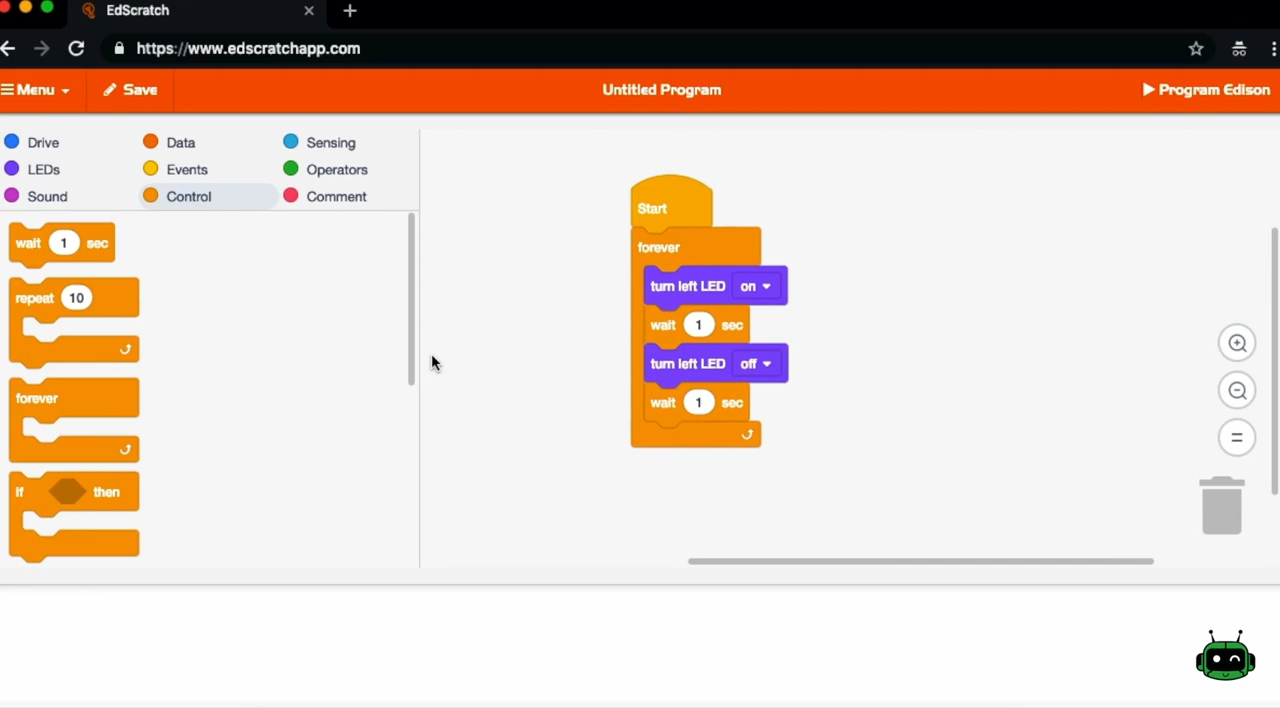 EdScratch
https://www.edscratchapp.com
Menu
Save
Untitled Program
Program Edison
Drive
Data
Sensing
LEDs
Events
Operators
Sound
Control
Comment
wait 1 sec
repeat 10
forever
if then
Start
forever
turn left LED on
wait 1 sec
turn left LED off
wait 1 sec